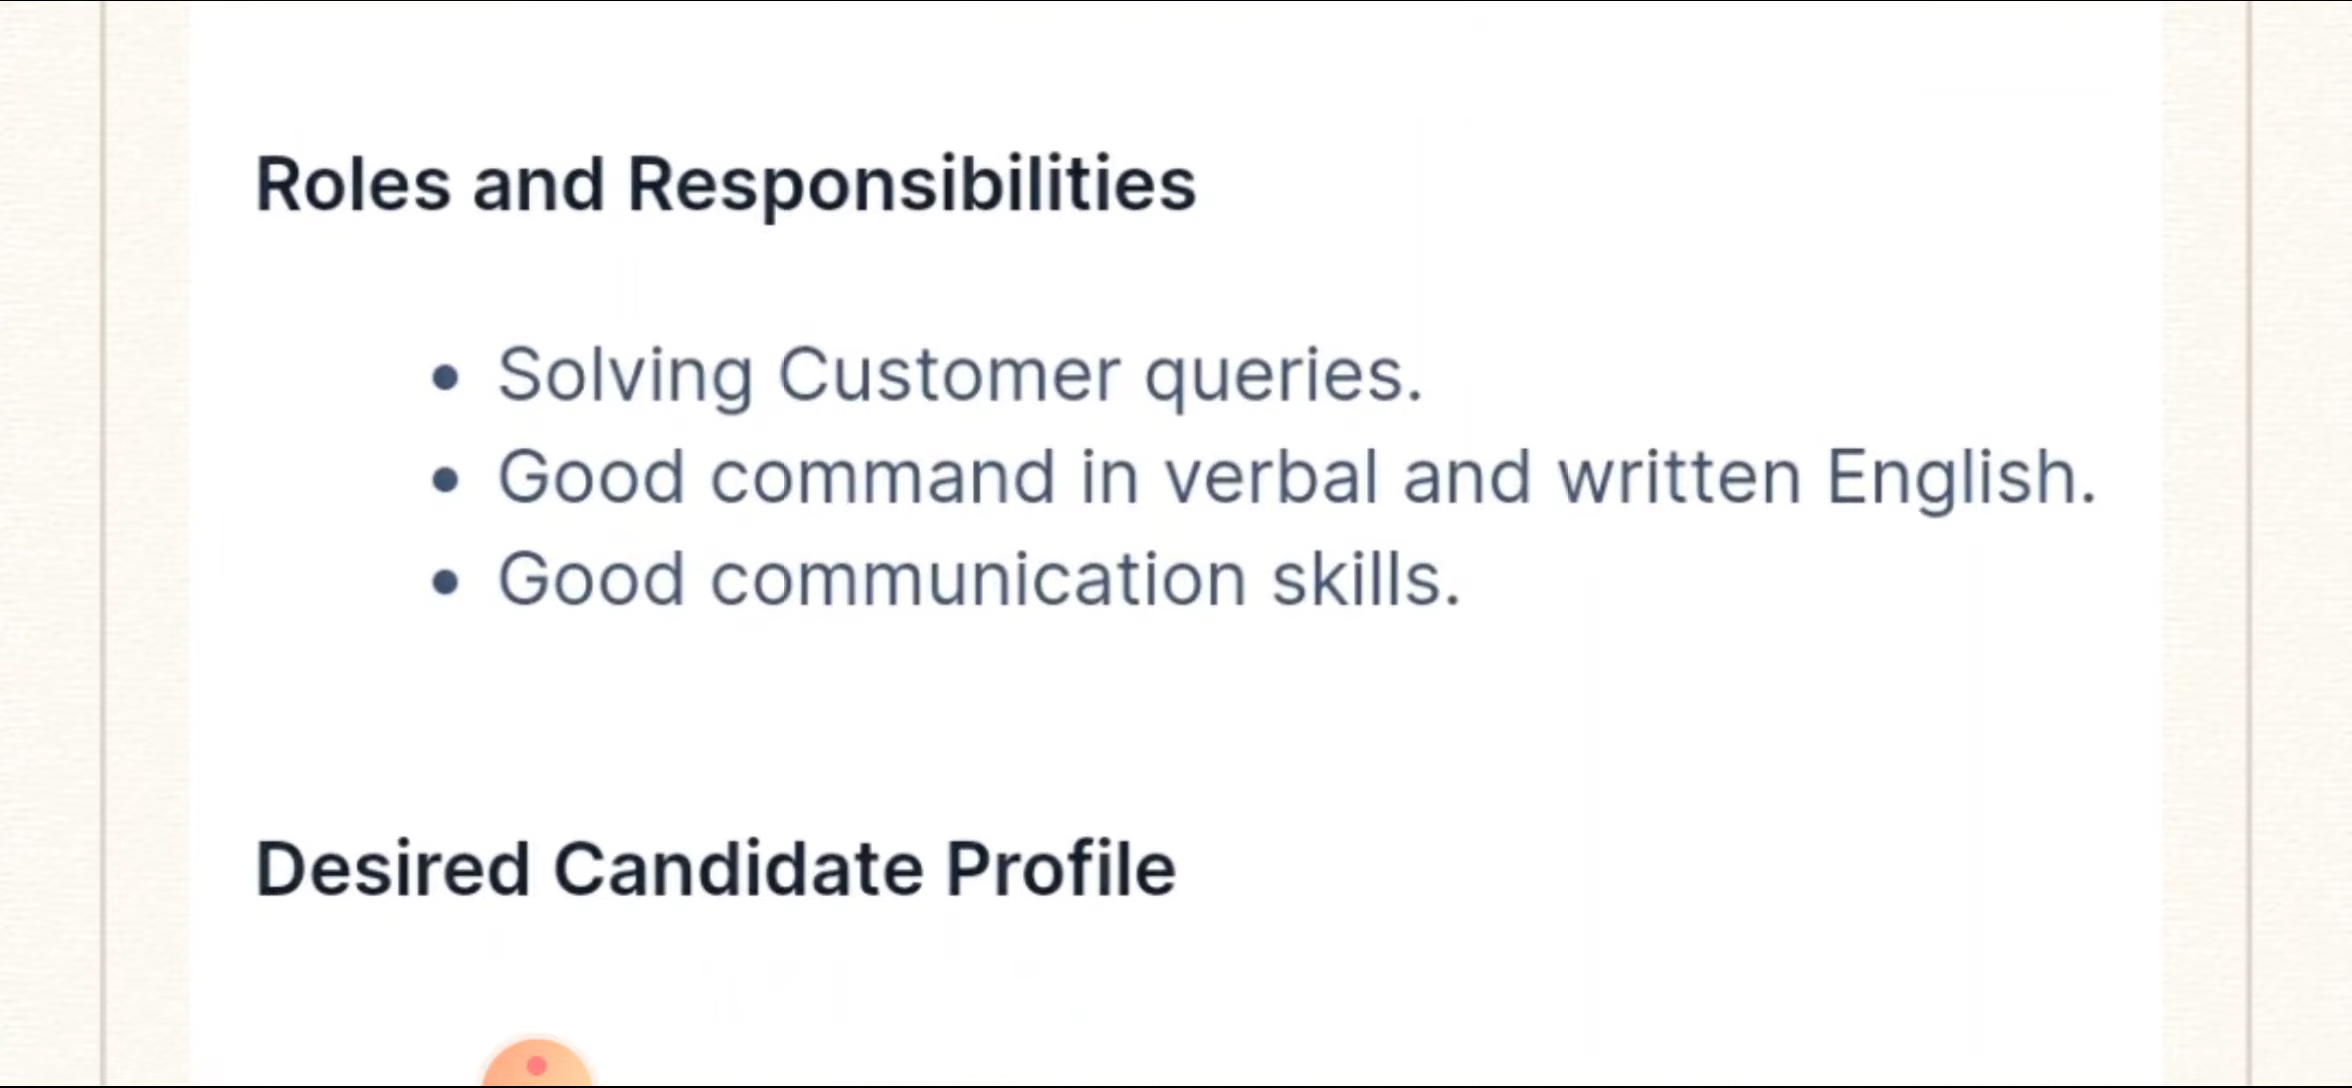 Roles and Responsibilities
• Solving Customer queries.
• Good command in verbal and written English.
• Good communication skills.
Desired Candidate Profile